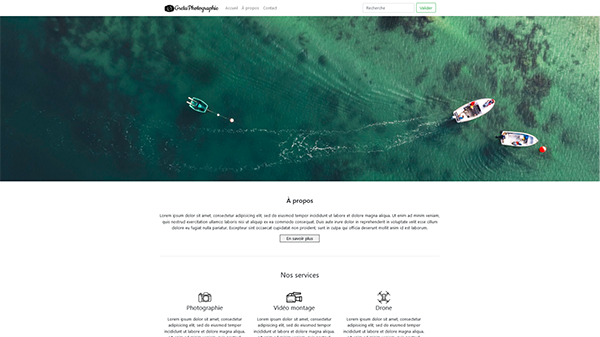 Greta Photographie
Accueil À propos Contact
Recherche
Valider
À propos
Lorem ipsum dolor sit amet, consectetur adipisicing elit, sed do eiusmod tempor incididunt ut labore et dolore magna aliqua. Ut enim ad minim veniam,
quis nostrud exercitation ullamco laboris nisi ut aliquip ex ea commodo consequat. Duis aute irure dolor in reprehenderit in voluptate velit esse cillum
dolore eu fugiat nulla pariatur. Excepteur sint occaecat cupidatat non proident, sunt in culpa qui officia deserunt mollit anim id est laborum.
En savoir plus
Nos services
Photographie
Lorem ipsum dolor sit amet, consectetur
adipisicing elit, sed do eiusmod tempor
incididunt ut labore et dolore magna aliqua.
Vidéo montage
Lorem ipsum dolor sit amet, consectetur
adipisicing elit, sed do eiusmod tempor
incididunt ut labore et dolore magna aliqua.
Drone
Lorem ipsum dolor sit amet, consectetur
adipisicing elit, sed do eiusmod tempor
incididunt ut labore et dolore magna aliqua.